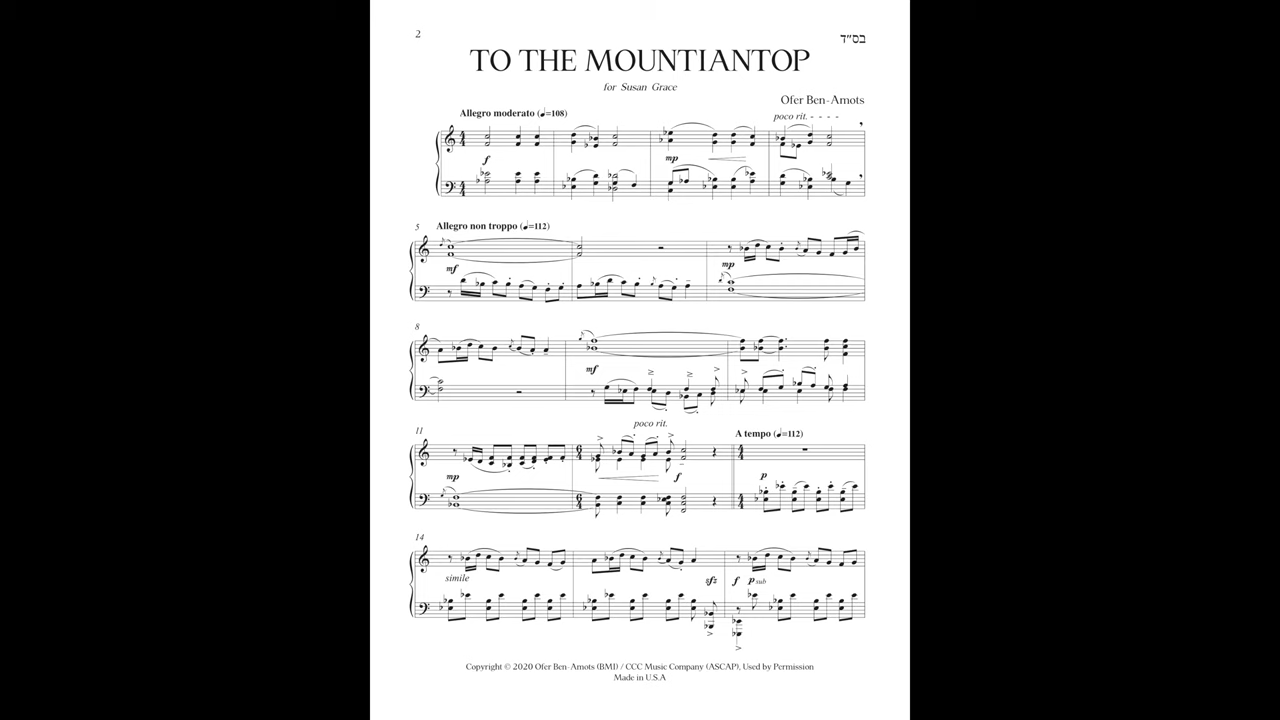 2
בס״ד
TO THE MOUNTIANTOP
for Susan Grace
Ofer Ben-Amots
Allegro moderato (♩=108)
poco rit. - - - -
f
mp
5 Allegro non troppo (♩=112)
mf
mp
8
mf
poco rit.
11
A tempo (♩=112)
mp
f
p
14
simile
sfz f p sub
Copyright © 2020 Ofer Ben-Amots (BMI) / CCC Music Company (ASCAP), Used by Permission
Made in U.S.A